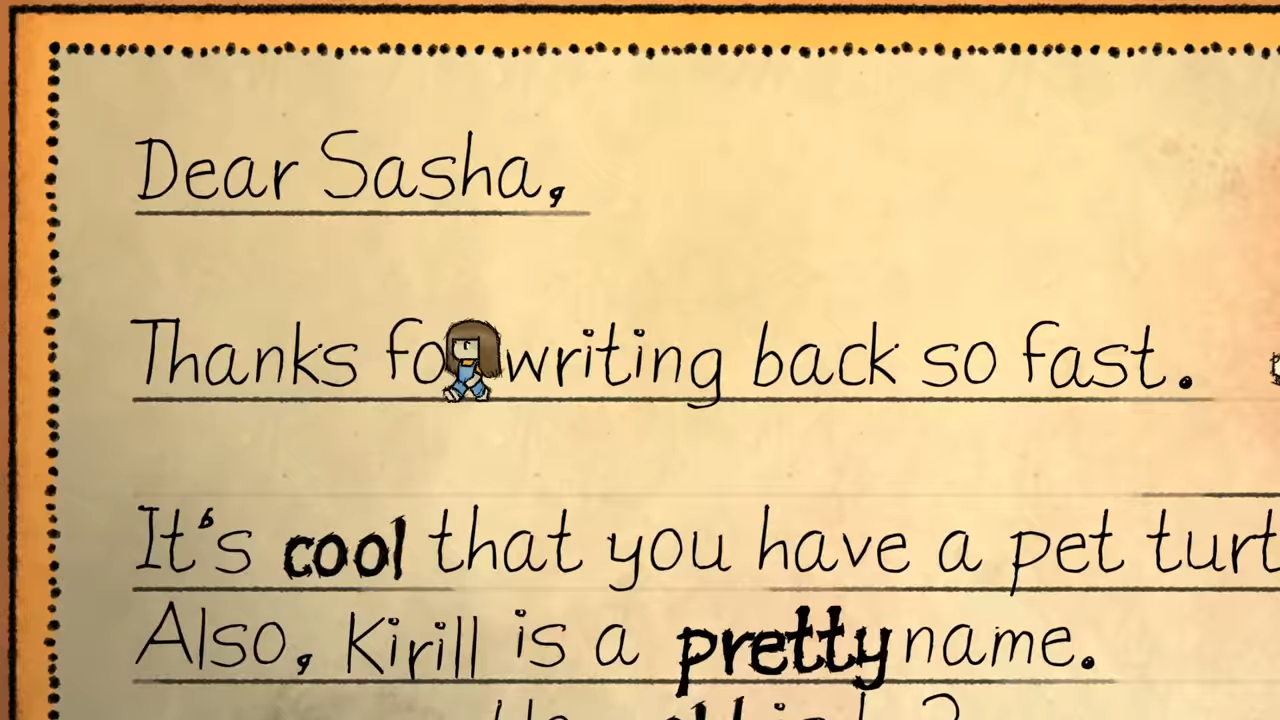 Dear Sasha,
Thanks fo writing back so fast.
It's cool that you have a pet turt
Also, Kirill is a pretty name.